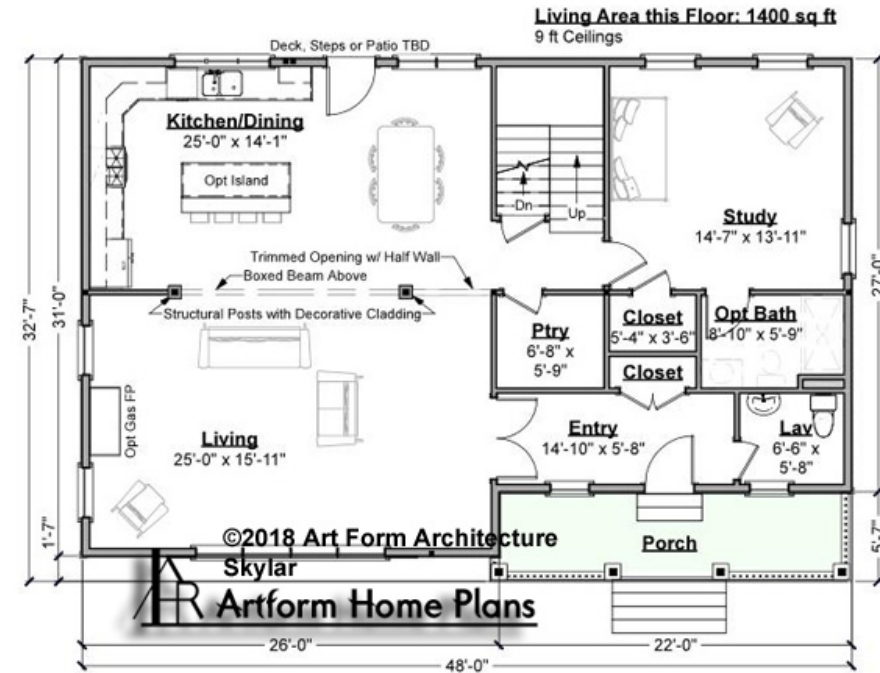 Living Area this Floor: 1400 sq ft
9 ft Ceilings
Deck, Steps or Patio TBD
Kitchen/Dining
25'-0" x 14'-1"
Opt Island
Dn
Up
Study
14'-7" x 13'-11"
Trimmed Opening w/ Half Wall
Boxed Beam Above
Structural Posts with Decorative Cladding
Ptry
6'-8" x
5'-9"
Closet
5'-4" x 3'-6"
Opt Bath
8'-10" x 5'-9"
Closet
Opt Gas FP
Living
25'-0" x 15'-11"
Entry
14'-10" x 5'-8"
Lav
6'-6" x
5'-8"
Porch
32'-7"
31'-0"
1'-7"
27'-0"
5'-7"
©2018 Art Form Architecture
Skylar
Artform Home Plans
26'-0"
22'-0"
48'-0"